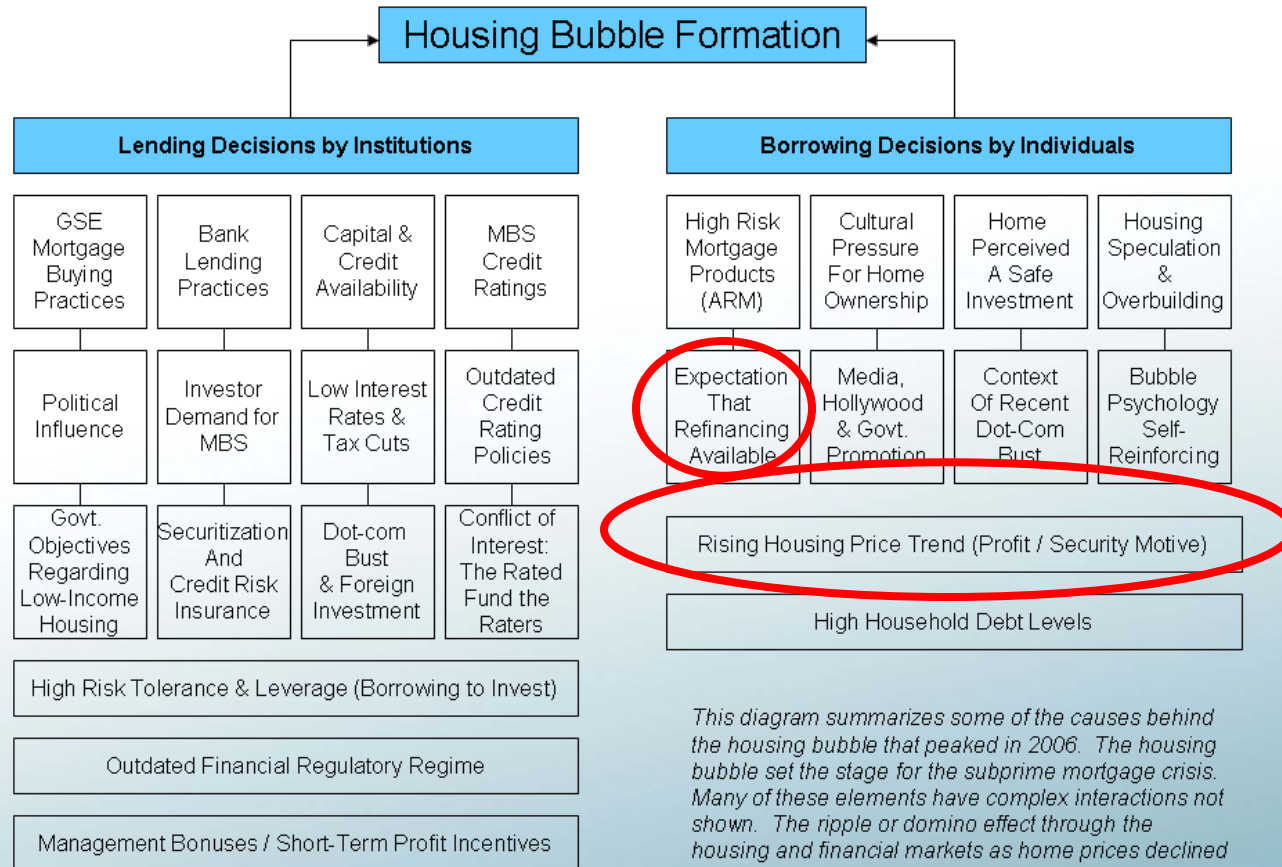 Housing Bubble Formation
Lending Decisions by Institutions
GSE
Mortgage
Buying
Practices
Bank
Lending
Practices
Capital &
Credit
Availability
MBS
Credit
Ratings
Political
Influence
Investor
Demand for
MBS
Low Interest
Rates &
Tax Cuts
Outdated
Credit
Rating
Policies
Govt.
Objectives
Regarding
Low-Income
Housing
Securitization
And
Credit Risk
Insurance
Dot-com
Bust
& Foreign
Investment
Conflict of
Interest:
The Rated
Fund the
Raters
High Risk Tolerance & Leverage (Borrowing to Invest)
Outdated Financial Regulatory Regime
Management Bonuses / Short-Term Profit Incentives
Borrowing Decisions by Individuals
High Risk
Mortgage
Products
(ARM)
Cultural
Pressure
For Home
Ownership
Home
Perceived
A Safe
Investment
Housing
Speculation
&
Overbuilding
Expectation
That
Refinancing
Available
Media,
Hollywood
& Govt.
Promotion
Context
Of Recent
Dot-Com
Bust
Bubble
Psychology
Self-
Reinforcing
Rising Housing Price Trend (Profit / Security Motive)
High Household Debt Levels
This diagram summarizes some of the causes behind
the housing bubble that peaked in 2006. The housing
bubble set the stage for the subprime mortgage crisis.
Many of these elements have complex interactions not
shown. The ripple or domino effect through the
housing and financial markets as home prices declined